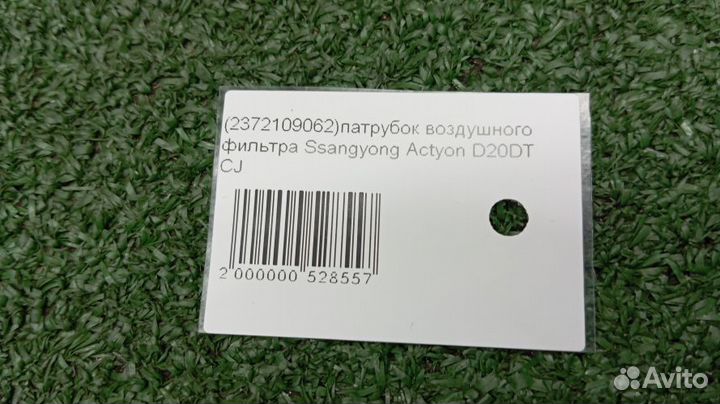 (2372109062)патрубок воздушного
фильтра Ssangyong Actyon D20DT
CJ
2 000000 528557
Avito